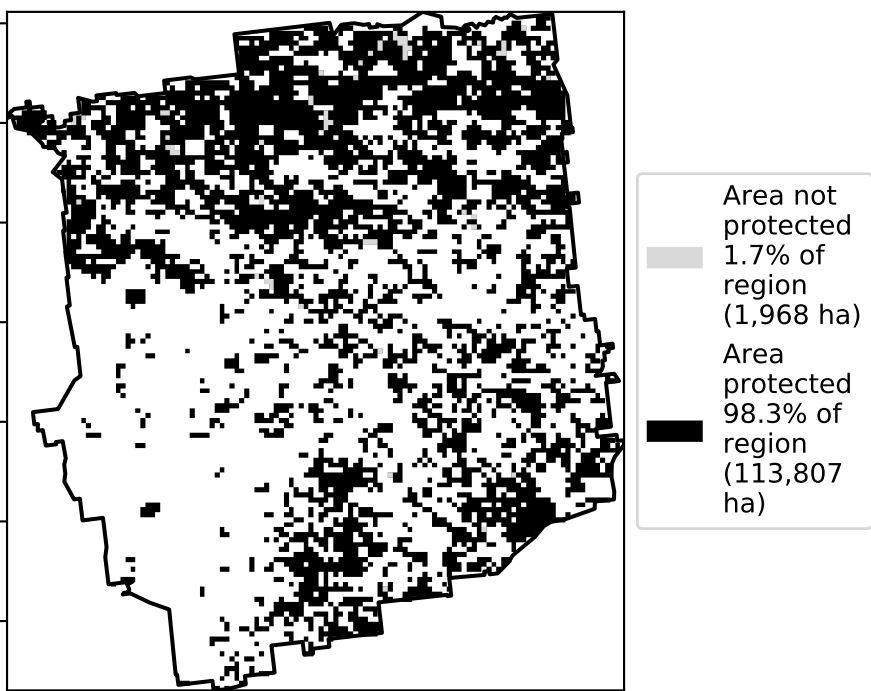 Area not
protected
1.7% of
region
(1,968 ha)
Area
protected
98.3% of
region
(113,807
ha)